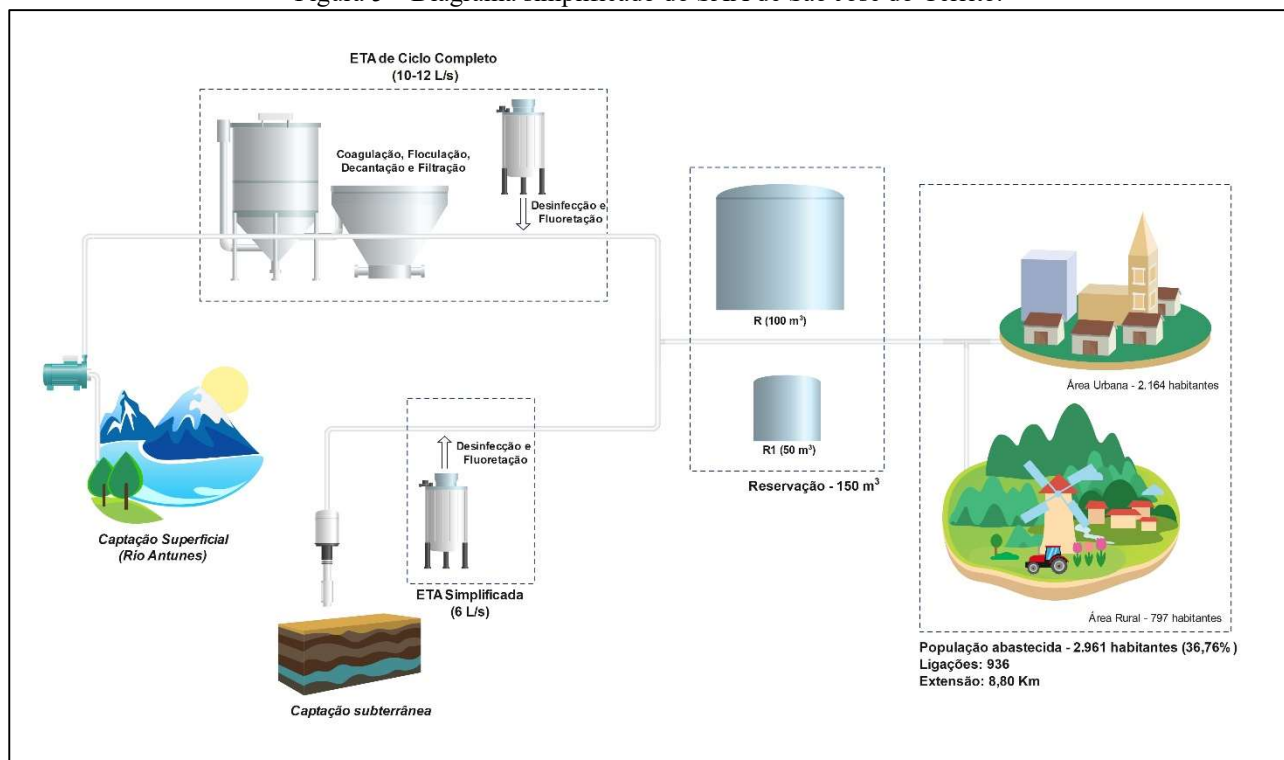 ETA de Ciclo Completo
(10-12 L/s)
Coagulação, Floculação,
Decantação e Filtração
Desinfecção e
Fluoretação
R (100 m³)
R1 (50 m³)
Reservação - 150 m³
Área Urbana - 2.164 habitantes
Área Rural - 797 habitantes
População abastecida - 2.961 habitantes (36,76%)
Ligações: 936
Extensão: 8,80 Km
Captação Superficial
(Rio Antunes)
Desinfecção e
Fluoretação
ETA Simplificada
(6 L/s)
Captação subterrânea